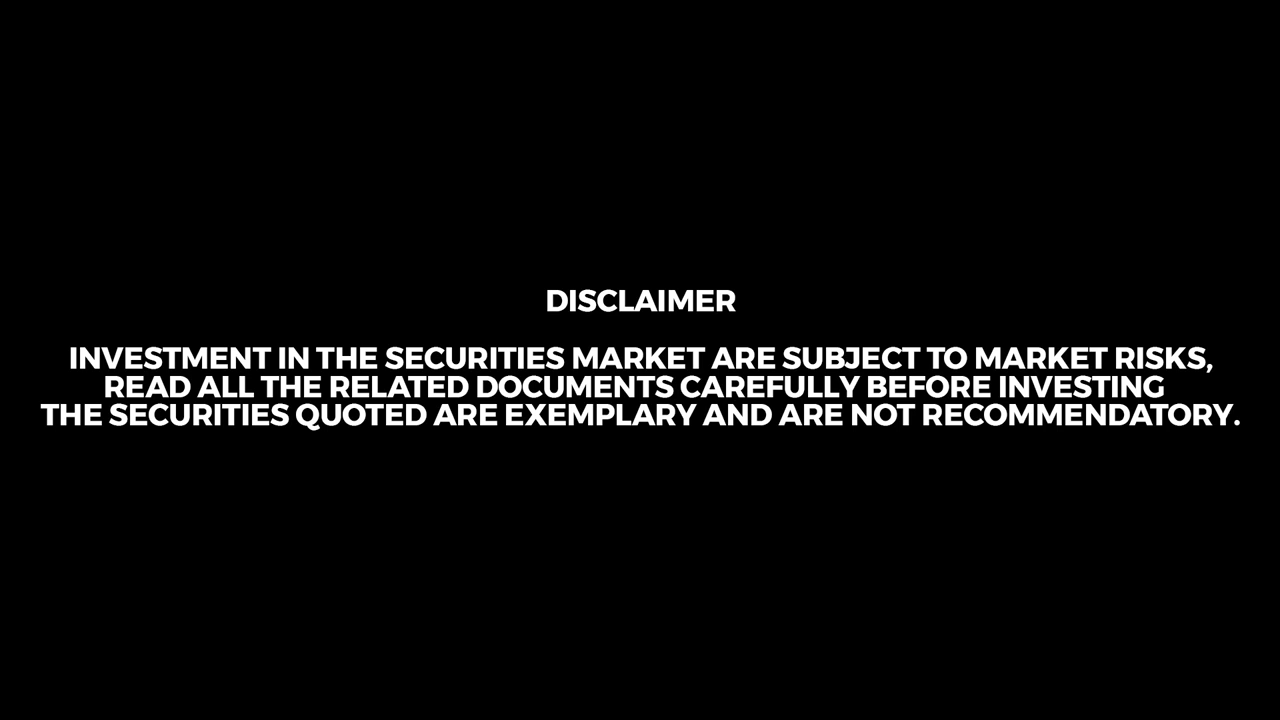 DISCLAIMER
INVESTMENT IN THE SECURITIES MARKET ARE SUBJECT TO MARKET RISKS,
READ ALL THE RELATED DOCUMENTS CAREFULLY BEFORE INVESTING
THE SECURITIES QUOTED ARE EXEMPLARY AND ARE NOT RECOMMENDATORY.